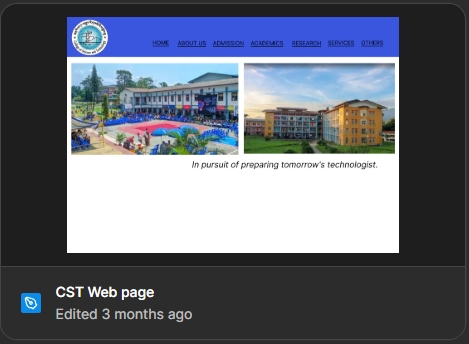 HOME ABOUT US ADMISSION ACADEMICS RESEARCH SERVICES OTHERS
In pursuit of preparing tomorrow's technologist.
CST Web page
Edited 3 months ago